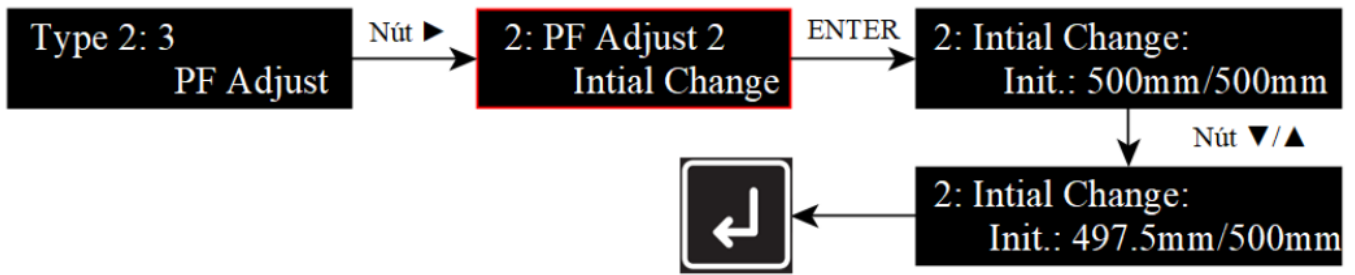 Type 2: 3
PF Adjust
Nút ►
2: PF Adjust 2
Intial Change
ENTER
2: Intial Change:
Init.: 500mm/500mm
Nút ▼/▲
2: Intial Change:
Init.: 497.5mm/500mm